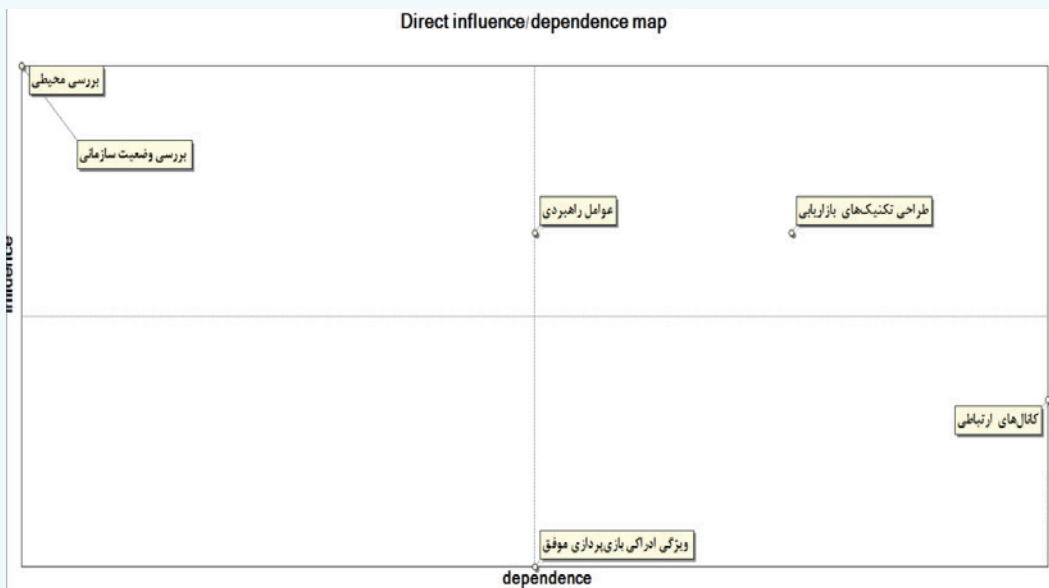 Direct influence/dependence map
بررسی محیطی
بررسی وضعیت سازمانی
عوامل راهبردی
طراحی تکنیک‌های بازاریابی
influence
کانال‌های ارتباطی
ویژگی ادراکی بازی‌پردازی موفق
dependence